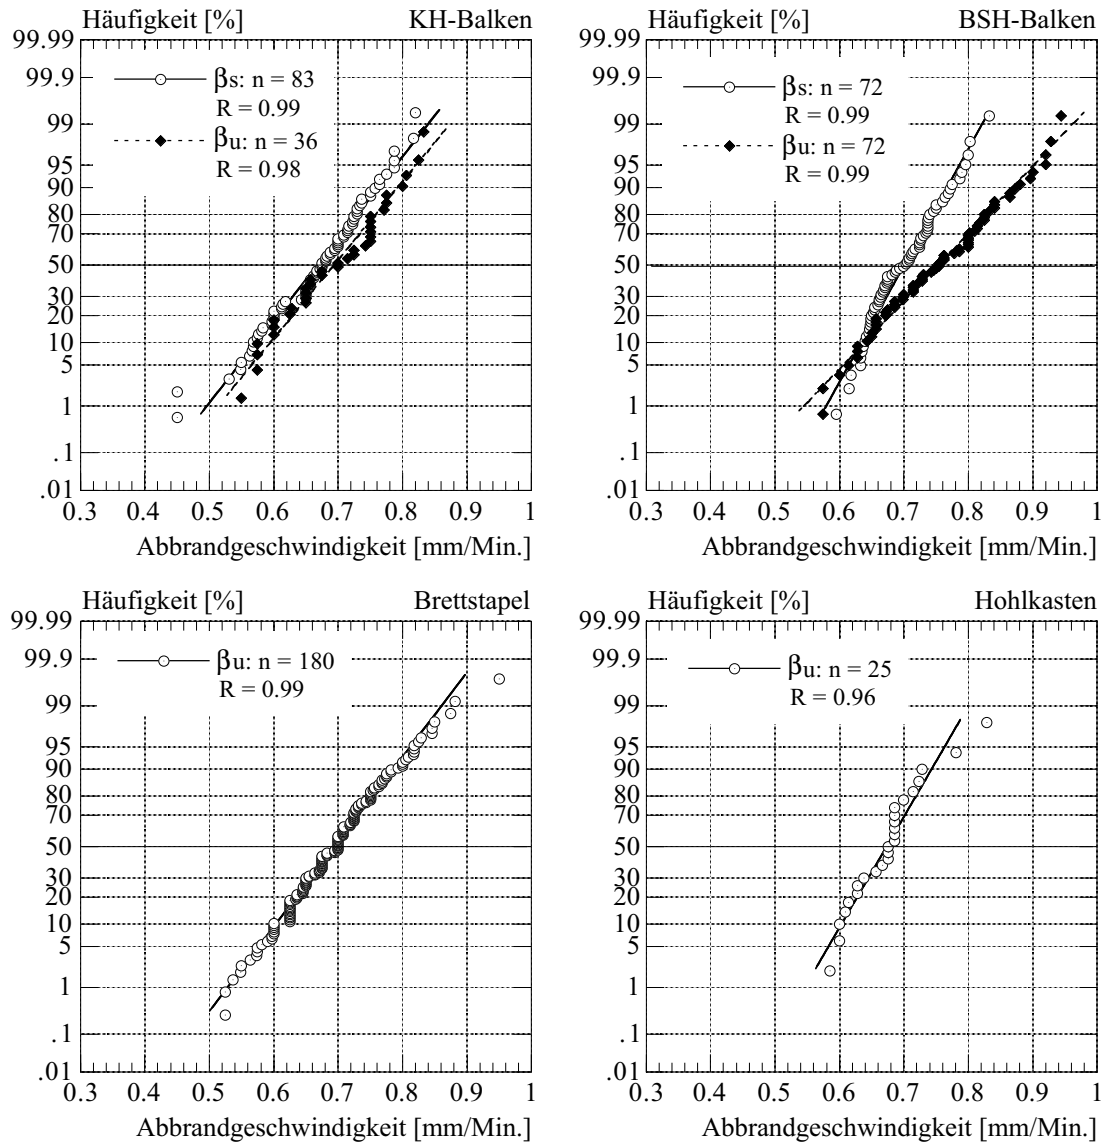 Häufigkeit [%] KH-Balken
99.99
99.9
βs: n = 83
R = 0.99
βu: n = 36
R = 0.98
99
95
90
80
70
50
30
20
10
5
1
.1
.01
0.3 0.4 0.5 0.6 0.7 0.8 0.9 1
Abbrandgeschwindigkeit [mm/Min.]
Häufigkeit [%] BSH-Balken
99.99
99.9
βs: n = 72
R = 0.99
βu: n = 72
R = 0.99
99
95
90
80
70
50
30
20
10
5
1
.1
.01
0.3 0.4 0.5 0.6 0.7 0.8 0.9 1
Abbrandgeschwindigkeit [mm/Min.]
Häufigkeit [%] Brettstapel
99.99
99.9
βu: n = 180
R = 0.99
99
95
90
80
70
50
30
20
10
5
1
.1
.01
0.3 0.4 0.5 0.6 0.7 0.8 0.9 1
Abbrandgeschwindigkeit [mm/Min.]
Häufigkeit [%] Hohlkasten
99.99
99.9
βu: n = 25
R = 0.96
99
95
90
80
70
50
30
20
10
5
1
.1
.01
0.3 0.4 0.5 0.6 0.7 0.8 0.9 1
Abbrandgeschwindigkeit [mm/Min.]